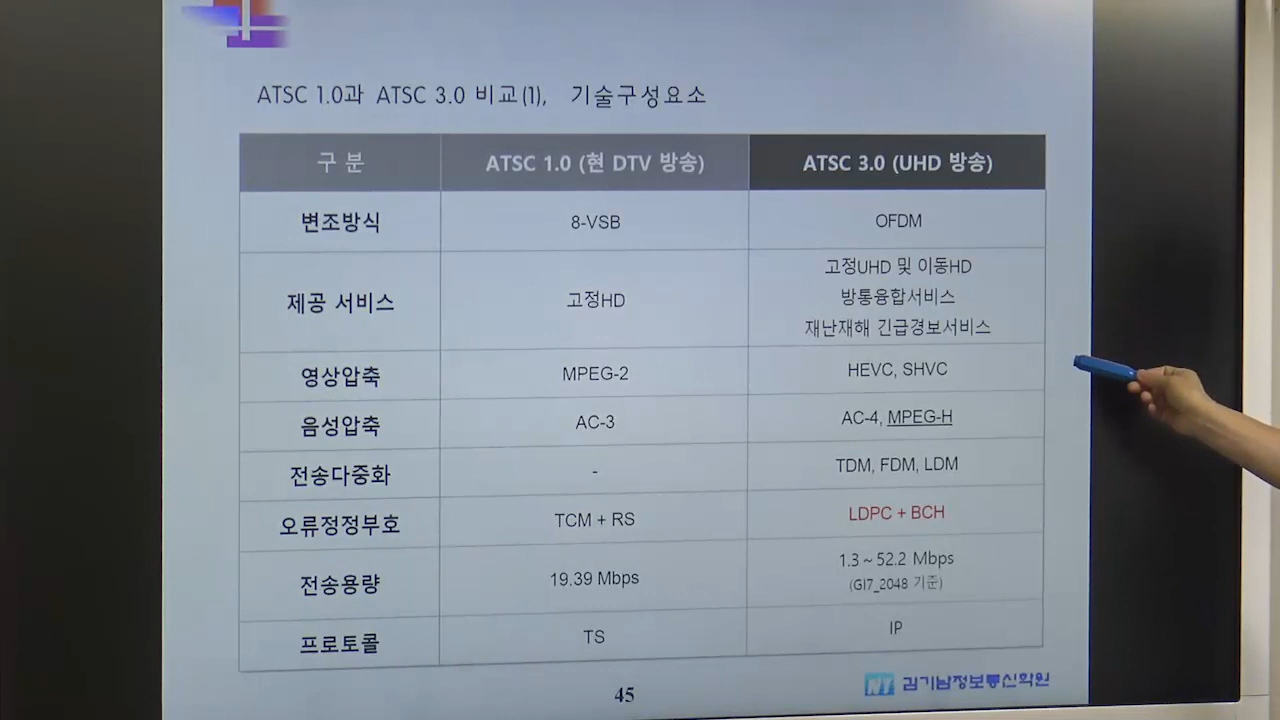 ATSC 1.0과 ATSC 3.0 비교(1), 기술구성요소
구 분 ATSC 1.0 (현 DTV 방송) ATSC 3.0 (UHD 방송)
변조방식 8-VSB OFDM
제공 서비스 고정HD 고정UHD 및 이동HD
방통융합서비스
재난재해 긴급경보서비스
영상압축 MPEG-2 HEVC, SHVC
음성압축 AC-3 AC-4, MPEG-H
전송다중화 - TDM, FDM, LDM
오류정정부호 TCM + RS LDPC + BCH
전송용량 19.39 Mbps 1.3 ~ 52.2 Mbps
(GI7_2048 기준)
프로토콜 TS IP
45
NY 김기남정보통신학원